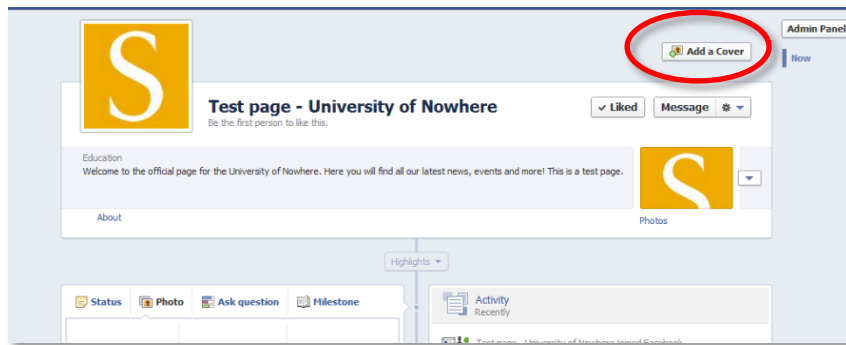 S
Add a Cover
Admin Panel
Now
Test page - University of Nowhere
Be the first person to like this.
Liked
Message
Education
Welcome to the official page for the University of Nowhere. Here you will find all our latest news, events and more! This is a test page.
S
About
Photos
Highlights
Status
Photo
Ask question
Milestone
Activity
Recently
Test page - University of Nowhere joined Facebook